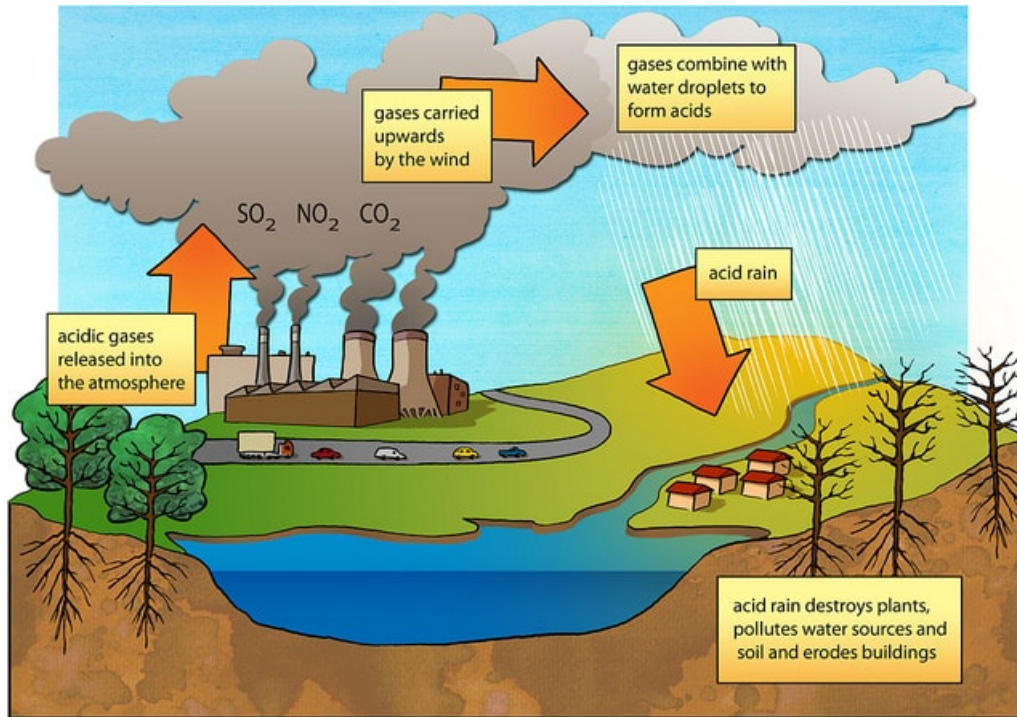 gases combine with
water droplets to
form acids
gases carried
upwards
by the wind
SO₂ NO₂ CO₂
acid rain
acidic gases
released into
the atmosphere
acid rain destroys plants,
pollutes water sources and
soil and erodes buildings